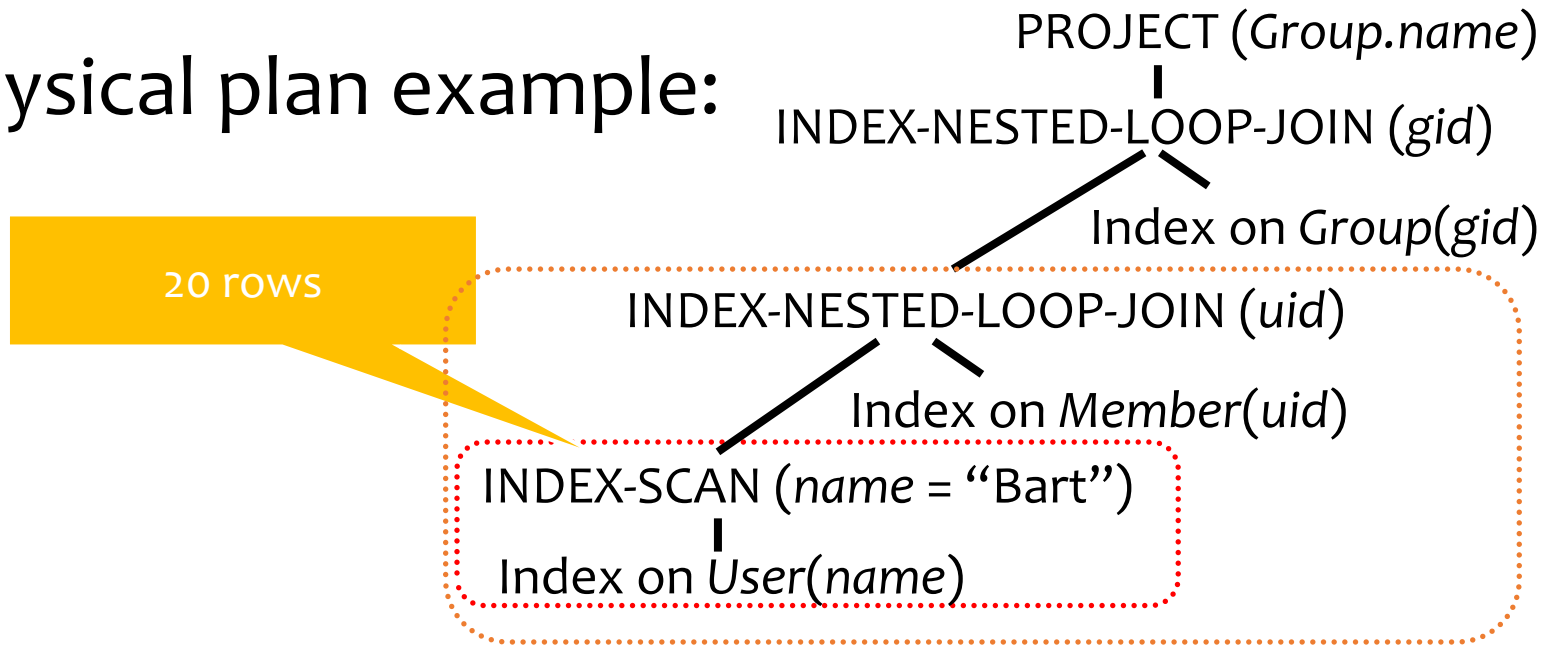 PROJECT (Group.name)
ysical plan example:
INDEX-NESTED-LOOP-JOIN (gid)
Index on Group(gid)
20 rows
INDEX-NESTED-LOOP-JOIN (uid)
Index on Member(uid)
INDEX-SCAN (name = “Bart”)
Index on User(name)